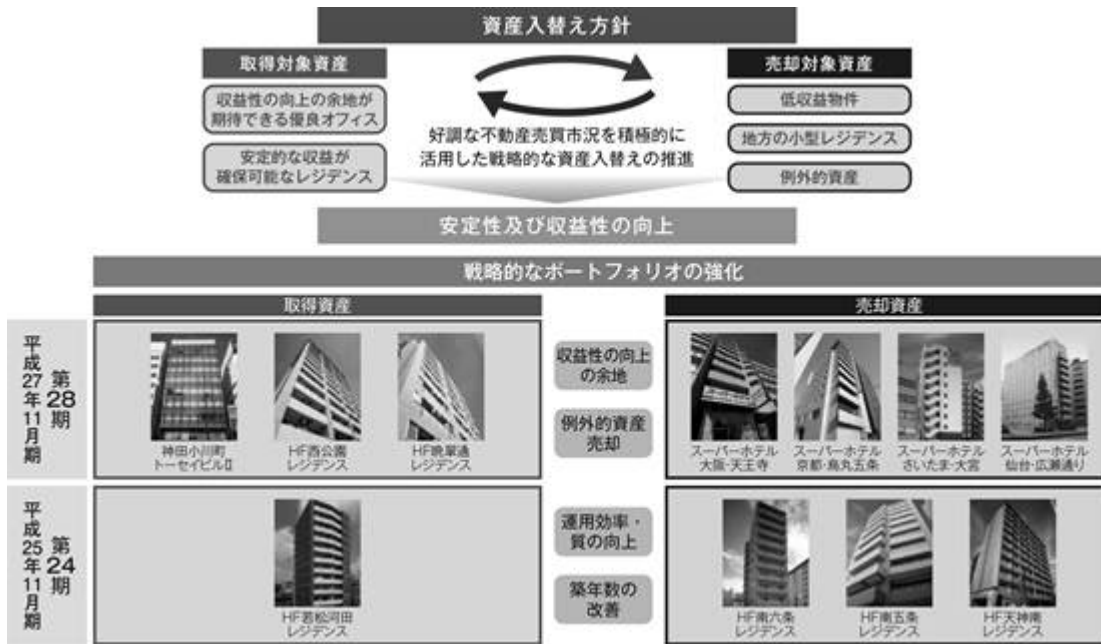 資産入替え方針
取得対象資産
収益性の向上の余地が
期待できる優良オフィス
安定的な収益が
確保可能なレジデンス
好調な不動産売買市況を積極的に
活用した戦略的な資産入替えの推進
売却対象資産
低収益物件
地方の小型レジデンス
例外的資産
安定性及び収益性の向上
戦略的なポートフォリオの強化
取得資産
売却資産
第28期
平成27年11月期
神田小川町
トーセイビルⅡ
HF西公園
レジデンス
HF晩翠通
レジデンス
収益性の向上
の余地
例外的資産
売却
スーパーホテル
大阪・天王寺
スーパーホテル
京都・烏丸五条
スーパーホテル
さいたま・大宮
スーパーホテル
仙台・広瀬通り
第24期
平成25年11月期
HF若松河田
レジデンス
運用効率・
質の向上
築年数の
改善
HF南六条
レジデンス
HF南五条
レジデンス
HF天神南
レジデンス